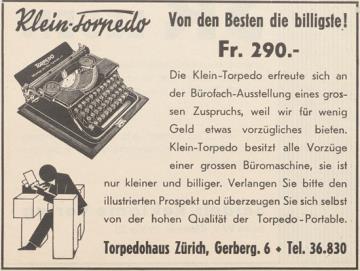 Klein-Torpedo
Von den Besten die billigste!
Fr. 290.-
TORPEDO
Die Klein-Torpedo erfreute sich an
der Bürofach-Ausstellung eines gros-
sen Zuspruchs, weil wir für wenig
Geld etwas vorzügliches bieten.
Klein-Torpedo besitzt alle Vorzüge
einer grossen Büromaschine, sie ist
nur kleiner und billiger. Verlangen Sie bitte den
illustrierten Prospekt und überzeugen Sie sich selbst
von der hohen Qualität der Torpedo-Portable.
Torpedohaus Zürich, Gerberg. 6 • Tel. 36.830